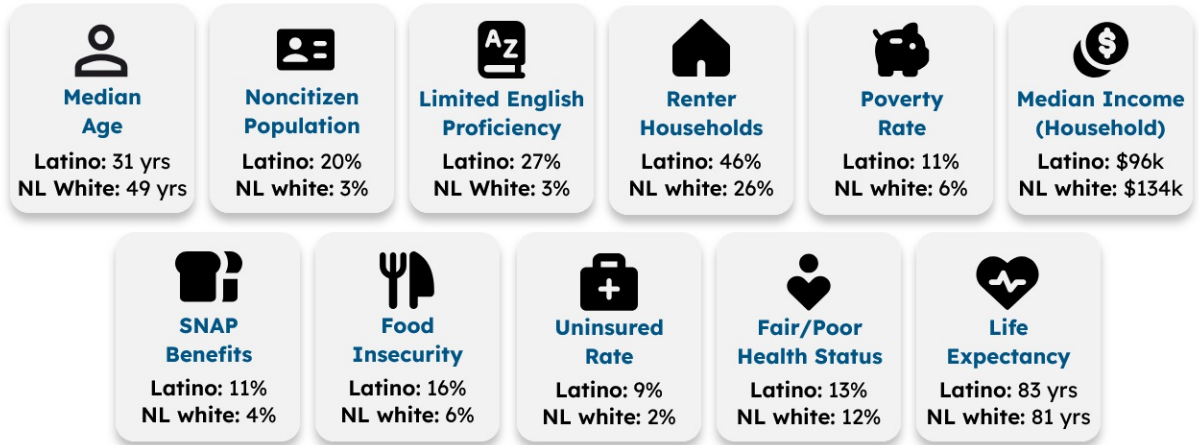 Median
Age
Latino: 31 yrs
NL White: 49 yrs
Noncitizen
Population
Latino: 20%
NL white: 3%
AZ
Limited English
Proficiency
Latino: 27%
NL White: 3%
Renter
Households
Latino: 46%
NL white: 26%
Poverty
Rate
Latino: 11%
NL white: 6%
$
Median Income
(Household)
Latino: $96k
NL white: $134k
SNAP
Benefits
Latino: 11%
NL white: 4%
Food
Insecurity
Latino: 16%
NL white: 6%
Uninsured
Rate
Latino: 9%
NL white: 2%
Fair/Poor
Health Status
Latino: 13%
NL white: 12%
Life
Expectancy
Latino: 83 yrs
NL white: 81 yrs